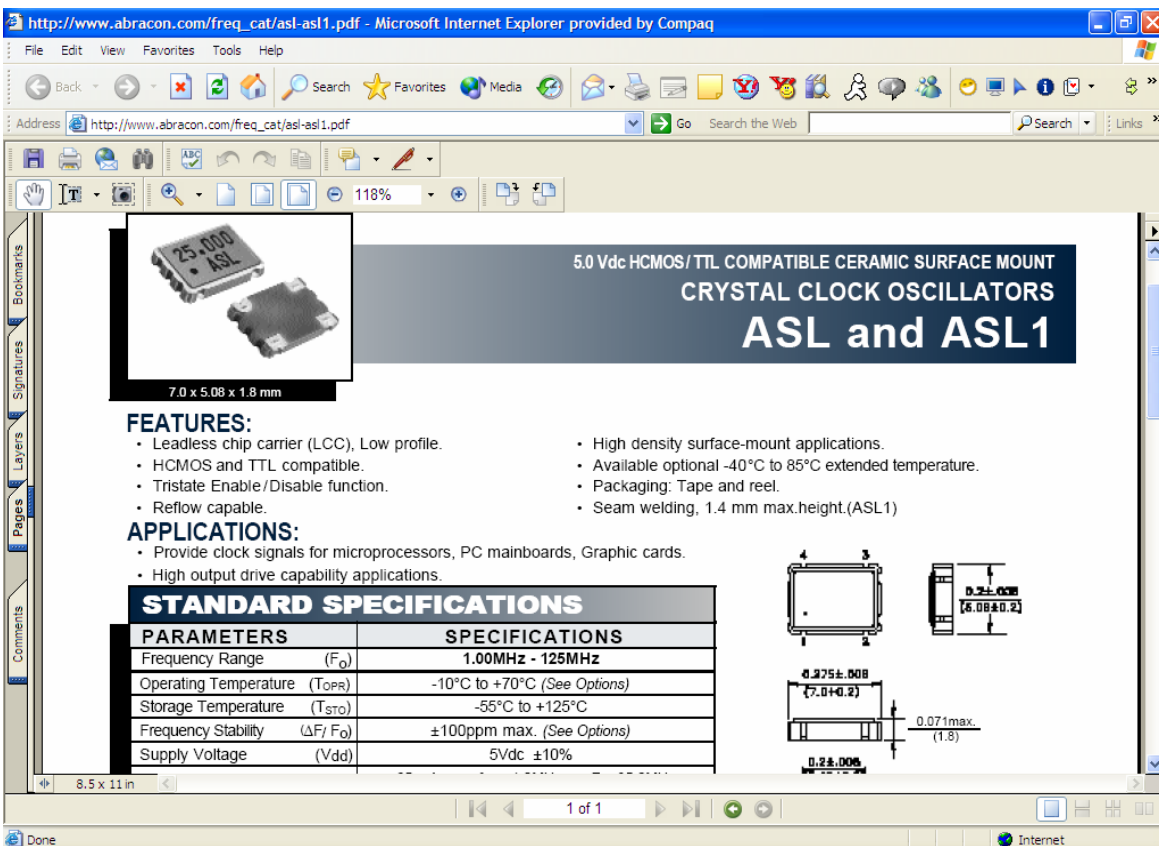 http://www.abracon.com/freq_cat/asl-asl1.pdf - Microsoft Internet Explorer provided by Compaq
File Edit View Favorites Tools Help
Back Search Favorites Media
Address http://www.abracon.com/freq_cat/asl-asl1.pdf Go Search the Web Search Links
118%
Bookmarks
Signatures
Layers
Pages
Comments
25.000
ASL
7.0 x 5.08 x 1.8 mm
5.0 Vdc HCMOS/TTL COMPATIBLE CERAMIC SURFACE MOUNT
CRYSTAL CLOCK OSCILLATORS
ASL and ASL1
FEATURES:
• Leadless chip carrier (LCC), Low profile.
• HCMOS and TTL compatible.
• Tristate Enable/Disable function.
• Reflow capable.
• High density surface-mount applications.
• Available optional -40°C to 85°C extended temperature.
• Packaging: Tape and reel.
• Seam welding, 1.4 mm max.height.(ASL1)
APPLICATIONS:
• Provide clock signals for microprocessors, PC mainboards, Graphic cards.
• High output drive capability applications.
STANDARD SPECIFICATIONS
PARAMETERS SPECIFICATIONS
Frequency Range (Fo) 1.00MHz - 125MHz
Operating Temperature (TOPR) -10°C to +70°C (See Options)
Storage Temperature (TSTO) -55°C to +125°C
Frequency Stability (ΔF/ Fo) ±100ppm max. (See Options)
Supply Voltage (Vdd) 5Vdc ±10%
4 3
1 2
0.2±.008
[5.08±0.2]
0.275±.008
[7.0±0.2]
0.071max.
(1.8)
8.5 x 11 in
1 of 1
Done Internet